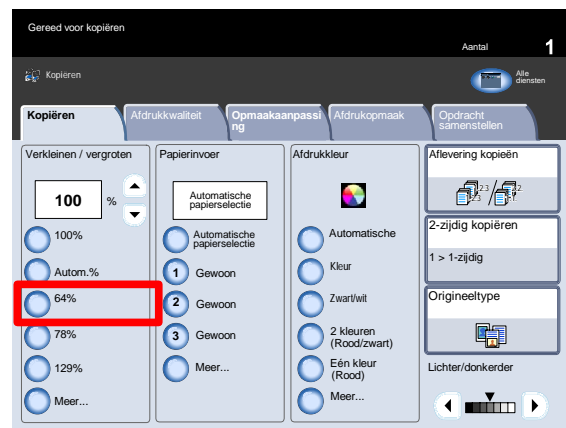 Gereed voor kopiëren
Aantal 1
Kopiëren
Alle
diensten
Kopiëren
Afdrukkwaliteit
Opmaakaanpassi
ng
Afdrukopmaak
Opdracht
samenstellen
Verkleinen / vergroten
100 %
100%
Autom.%
64%
78%
129%
Meer...
Papierinvoer
Automatische
papierselectie
Automatische
papierselectie
1 Gewoon
2 Gewoon
3 Gewoon
Meer...
Afdrukkleur
Automatische
Kleur
Zwart/wit
2 kleuren
(Rood/zwart)
Eén kleur
(Rood)
Meer...
Aflevering kopieën
2-zijdig kopiëren
1 > 1-zijdig
Origineeltype
Lichter/donkerder